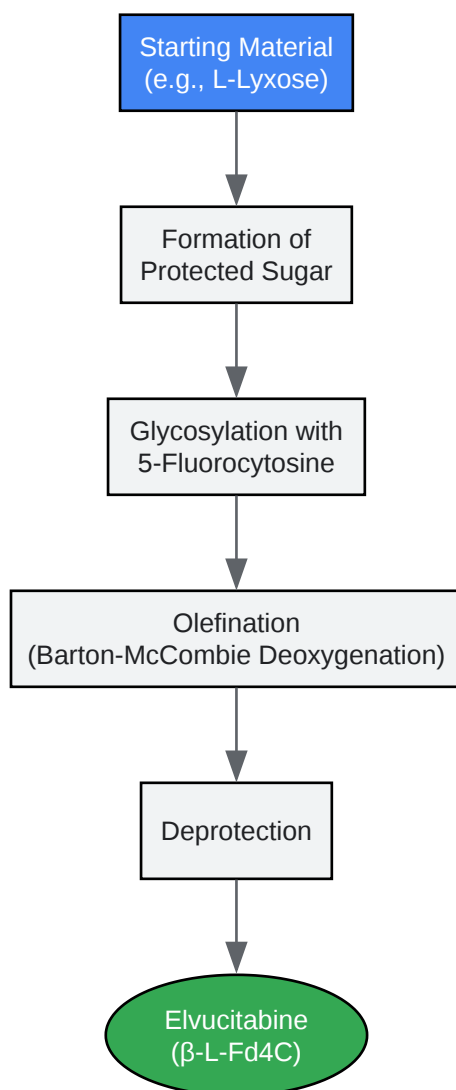 Starting Material
(e.g., L-Lyxose)
Formation of
Protected Sugar
Glycosylation with
5-Fluorocytosine
Olefination
(Barton-McCombie Deoxygenation)
Deprotection
Elvucitabine
(β-L-Fd4C)